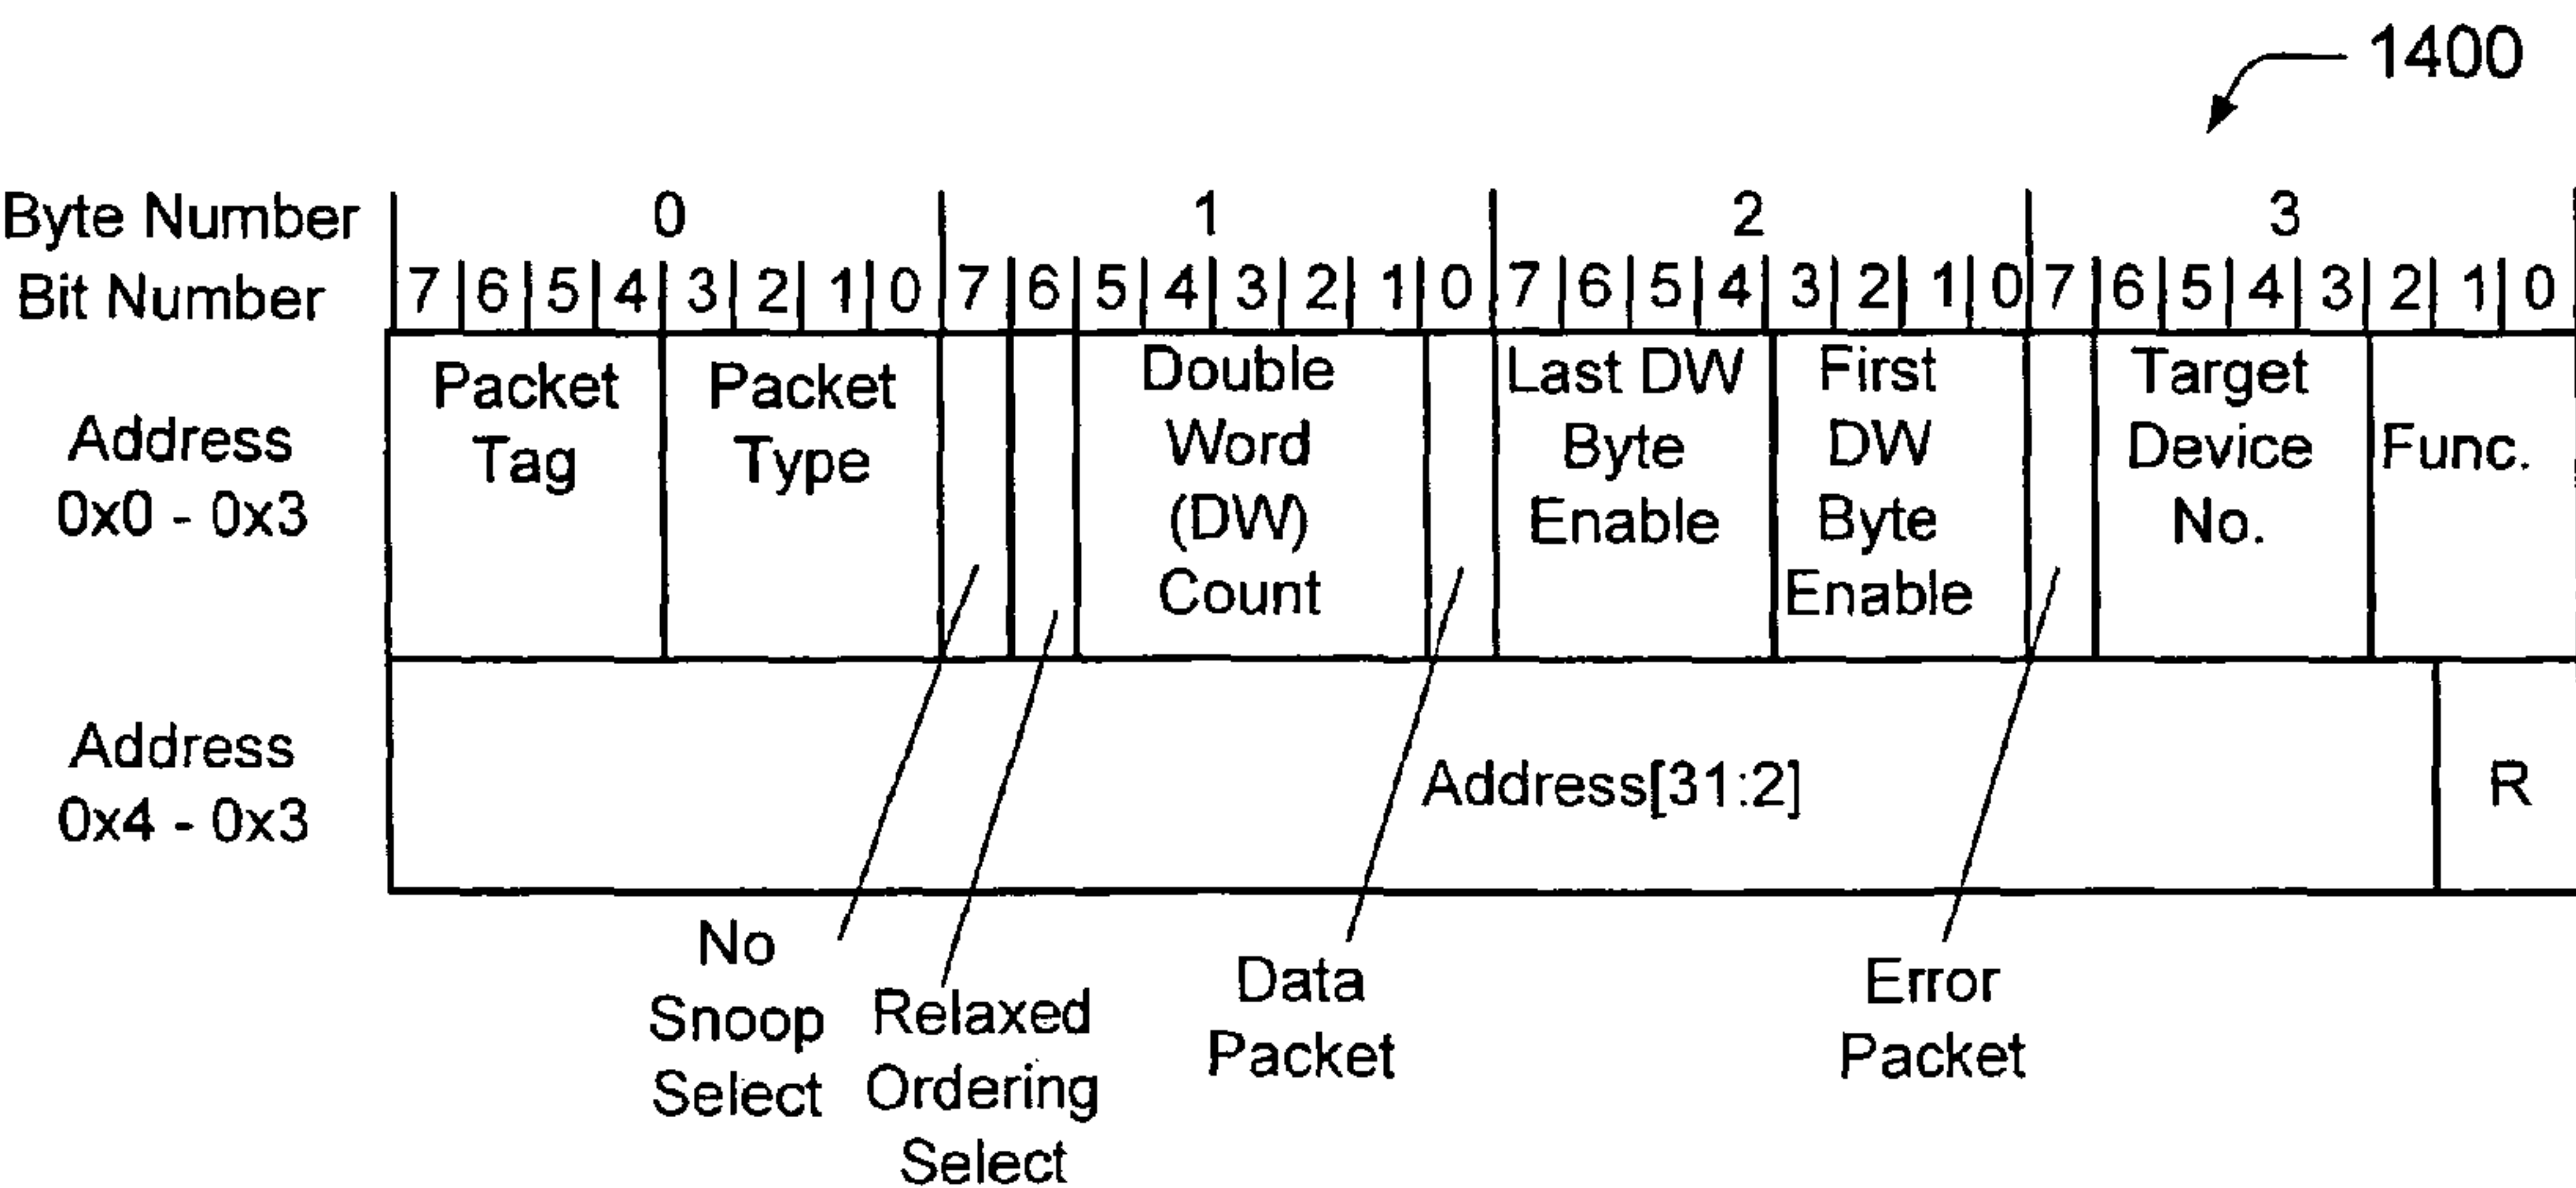 1400
Byte Number 0 1 2 3
Bit Number 7 6 5 4 3 2 1 0 7 6 5 4 3 2 1 0 7 6 5 4 3 2 1 0 7 6 5 4 3 2 1 0
Address
0x0 - 0x3
Packet
Tag
Packet
Type
Double
Word
(DW)
Count
Last DW
Byte
Enable
First
DW
Byte
Enable
Target
Device
No.
Func.
Address
0x4 - 0x3
Address[31:2]
R
No
Snoop
Select
Relaxed
Ordering
Select
Data
Packet
Error
Packet